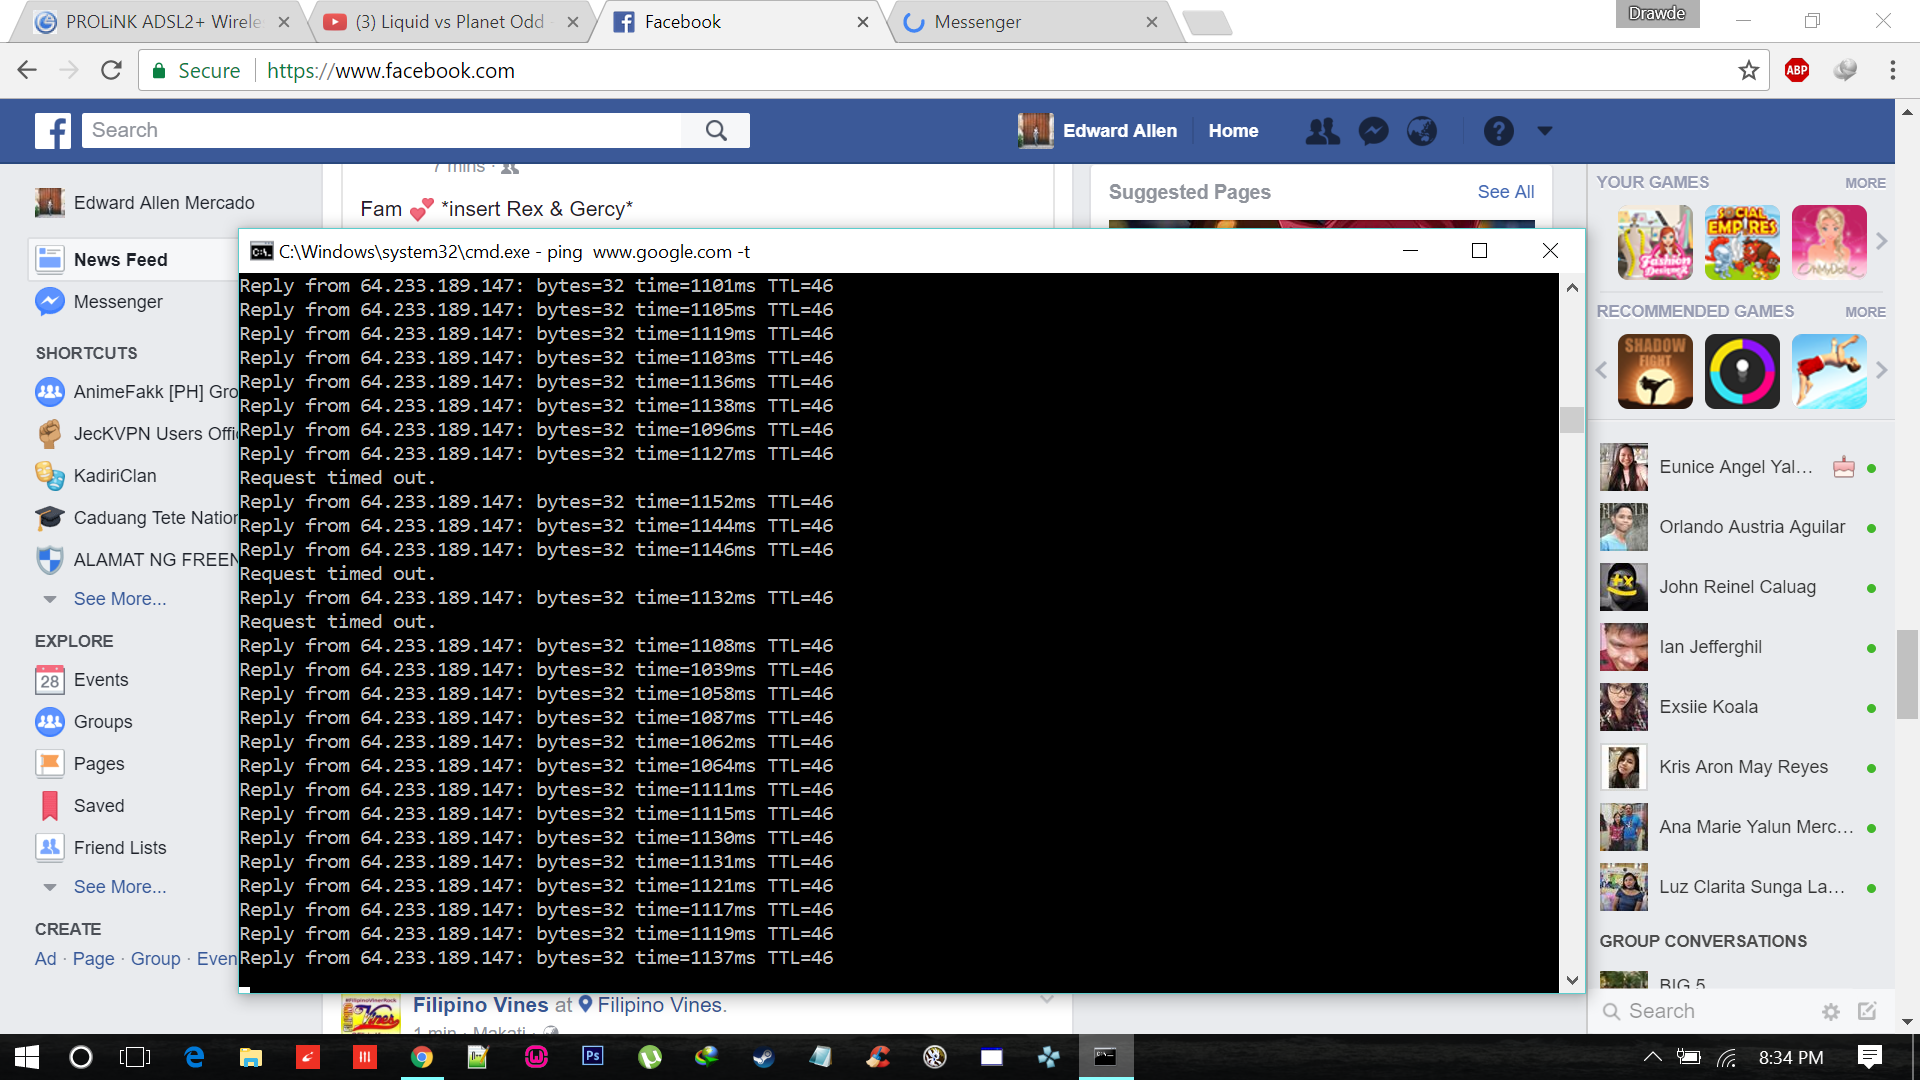 PROLiNK ADSL2+ Wirele
(3) Liquid vs Planet Odd
Facebook
Messenger
Drawde
Secure
https://www.facebook.com
ABP
Search
Edward Allen
Home
7 mins
Edward Allen Mercado
News Feed
Messenger
SHORTCUTS
AnimeFakk [PH] Gro
JecKVPN Users Offi
KadiriClan
Caduang Tete Nation
ALAMAT NG FREEN
See More...
EXPLORE
28
Events
Groups
Pages
Saved
Friend Lists
See More...
CREATE
Ad · Page · Group · Even
Fam 💕 *insert Rex & Gercy*
Suggested Pages
See All
C:\Windows\system32\cmd.exe - ping  www.google.com -t
Reply from 64.233.189.147: bytes=32 time=1101ms TTL=46
Reply from 64.233.189.147: bytes=32 time=1105ms TTL=46
Reply from 64.233.189.147: bytes=32 time=1119ms TTL=46
Reply from 64.233.189.147: bytes=32 time=1103ms TTL=46
Reply from 64.233.189.147: bytes=32 time=1136ms TTL=46
Reply from 64.233.189.147: bytes=32 time=1138ms TTL=46
Reply from 64.233.189.147: bytes=32 time=1096ms TTL=46
Reply from 64.233.189.147: bytes=32 time=1127ms TTL=46
Request timed out.
Reply from 64.233.189.147: bytes=32 time=1152ms TTL=46
Reply from 64.233.189.147: bytes=32 time=1144ms TTL=46
Reply from 64.233.189.147: bytes=32 time=1146ms TTL=46
Request timed out.
Reply from 64.233.189.147: bytes=32 time=1132ms TTL=46
Request timed out.
Reply from 64.233.189.147: bytes=32 time=1108ms TTL=46
Reply from 64.233.189.147: bytes=32 time=1039ms TTL=46
Reply from 64.233.189.147: bytes=32 time=1058ms TTL=46
Reply from 64.233.189.147: bytes=32 time=1087ms TTL=46
Reply from 64.233.189.147: bytes=32 time=1062ms TTL=46
Reply from 64.233.189.147: bytes=32 time=1064ms TTL=46
Reply from 64.233.189.147: bytes=32 time=1111ms TTL=46
Reply from 64.233.189.147: bytes=32 time=1115ms TTL=46
Reply from 64.233.189.147: bytes=32 time=1130ms TTL=46
Reply from 64.233.189.147: bytes=32 time=1131ms TTL=46
Reply from 64.233.189.147: bytes=32 time=1121ms TTL=46
Reply from 64.233.189.147: bytes=32 time=1117ms TTL=46
Reply from 64.233.189.147: bytes=32 time=1119ms TTL=46
Reply from 64.233.189.147: bytes=32 time=1137ms TTL=46
Filipino Vines at Filipino Vines.
1 min · Makati ·
YOUR GAMES
MORE
Fashion Designer
SOCIAL EMPIRES
RECOMMENDED GAMES
MORE
SHADOW FIGHT
Eunice Angel Yal...
Orlando Austria Aguilar
John Reinel Caluag
Ian Jefferghil
Exsiie Koala
Kris Aron May Reyes
Ana Marie Yalun Merc...
Luz Clarita Sunga La...
GROUP CONVERSATIONS
BIG 5
Search
Ps
8:34 PM